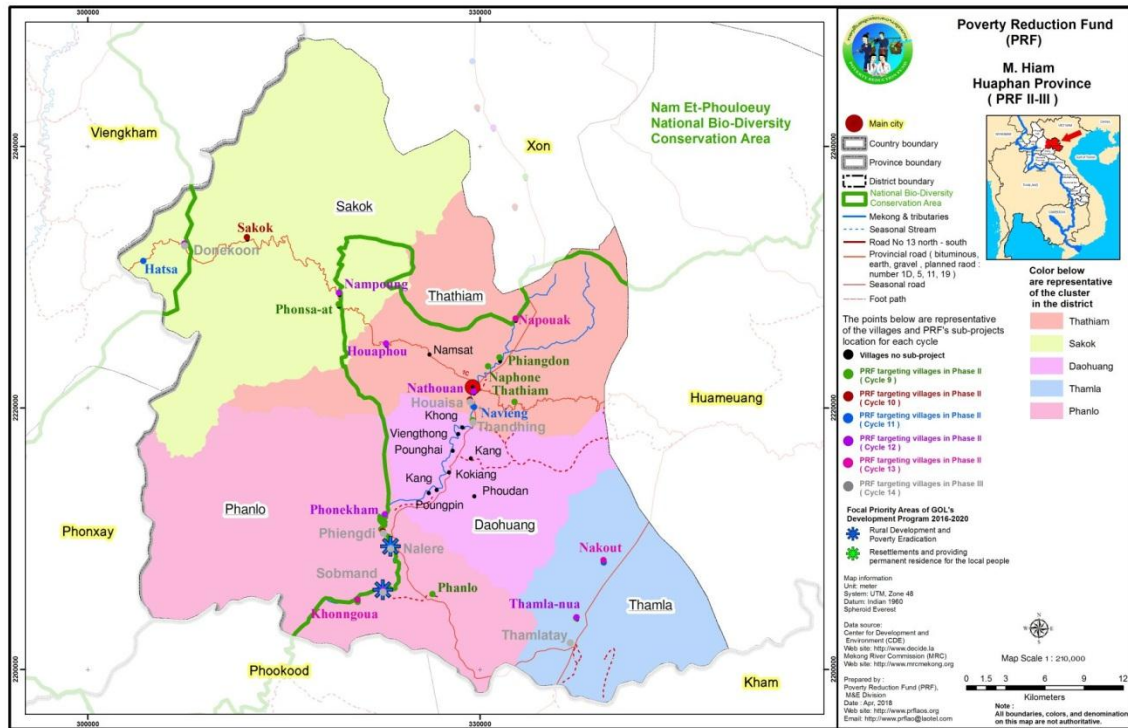 300000
330000
2240000
2220000
2200000
2240000
2220000
2200000
300000
330000
Viengkham
Xon
Nam Et-Phouloeuy
National Bio-Diversity
Conservation Area
Sakok
Sakok
Donekoon
Hatsa
Nampoung
Phonsa-at
Thathiam
Napouak
Houaphou
Namsat
Phiangdon
Naphone
Nathouan
Thathiam
Houaisa
Navieng
Huameuang
Khong
Thandhing
Viengthong
Pounghai
Kang
Kokiang
Kang
Phoudan
Poungpin
Phanlo
Phonekham
Daohuang
Phonxay
Phiengdi
Nalere
Nakout
Sobmand
Phanlo
Khonngoua
Thamla-nua
Thamla
Thamlatay
Phookood
Kham
POVERTY REDUCTION FUND
Poverty Reduction Fund
(PRF)
M. Hiam
Huaphan Province
( PRF II-III )
Main city
Country boundary
Province boundary
District boundary
National Bio-Diversity
Conservation Area
Mekong & tributaries
Seasonal Stream
Road No 13 north - south
Provincial road ( bituminous,
earth, gravel , planned raod :
number 1D, 5, 11, 19 )
Seasonal road
Foot path
Color below
are representative
of the cluster
in the district
Thathiam
Sakok
Daohuang
Thamla
Phanlo
The points below are representative
of the villages and PRF's sub-projects
location for each cycle
Villages no sub-project
PRF targeting villages in Phase II
( Cycle 9 )
PRF targeting villages in Phase II
( Cycle 10 )
PRF targeting villages in Phase II
( Cycle 11 )
PRF targeting villages in Phase II
( Cycle 12 )
PRF targeting villages in Phase II
( Cycle 13 )
PRF targeting villages in Phase III
( Cycle 14 )
Focal Priority Areas of GOL's
Development Program 2016-2020
Rural Development and
Poverty Eradication
Resettlements and providing
permanent residence for the local people
Map information
Unit: meter
System: UTM, Zone 48
Datum: Indian 1960
Spheroid Everest
Data source:
Center for Development and
Environment (CDE)
Web site: http://www.decide.la
Mekong River Commission (MRC)
Web site: http://www.mrcmekong.org
Prepared by :
Poverty Reduction Fund (PRF),
M&E Division
Date : Apr, 2018
Web site: http://www.prflaos.org
Email: http://www.prflao@laotel.com
Map Scale 1 : 210,000
0 1.5 3 6 9 12
Kilometers
Note :
All boundaries, colors, and denomination
on this map are not authoritative.